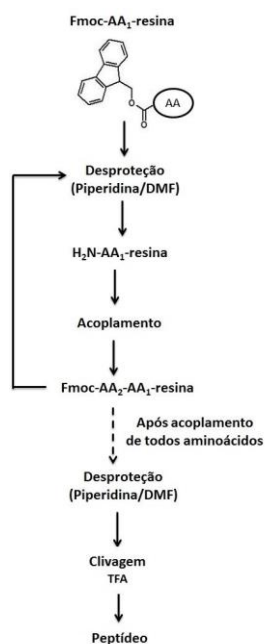 Fmoc-AA₁-resina
O
O
AA
Desproteção
(Piperidina/DMF)
H₂N-AA₁-resina
Acoplamento
Fmoc-AA₂-AA₁-resina
Após acoplamento
de todos aminoácidos
Desproteção
(Piperidina/DMF)
Clivagem
TFA
Peptídeo